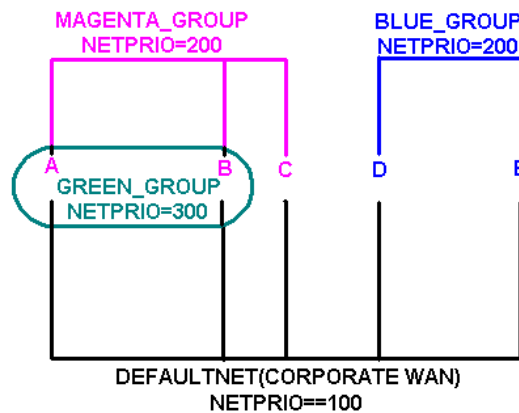 MAGENTA_GROUP
NETPRIO=200
BLUE_GROUP
NETPRIO=200
A
B
C
D
E
GREEN_GROUP
NETPRIO=300
DEFAULTNET(CORPORATE WAN)
NETPRIO==100